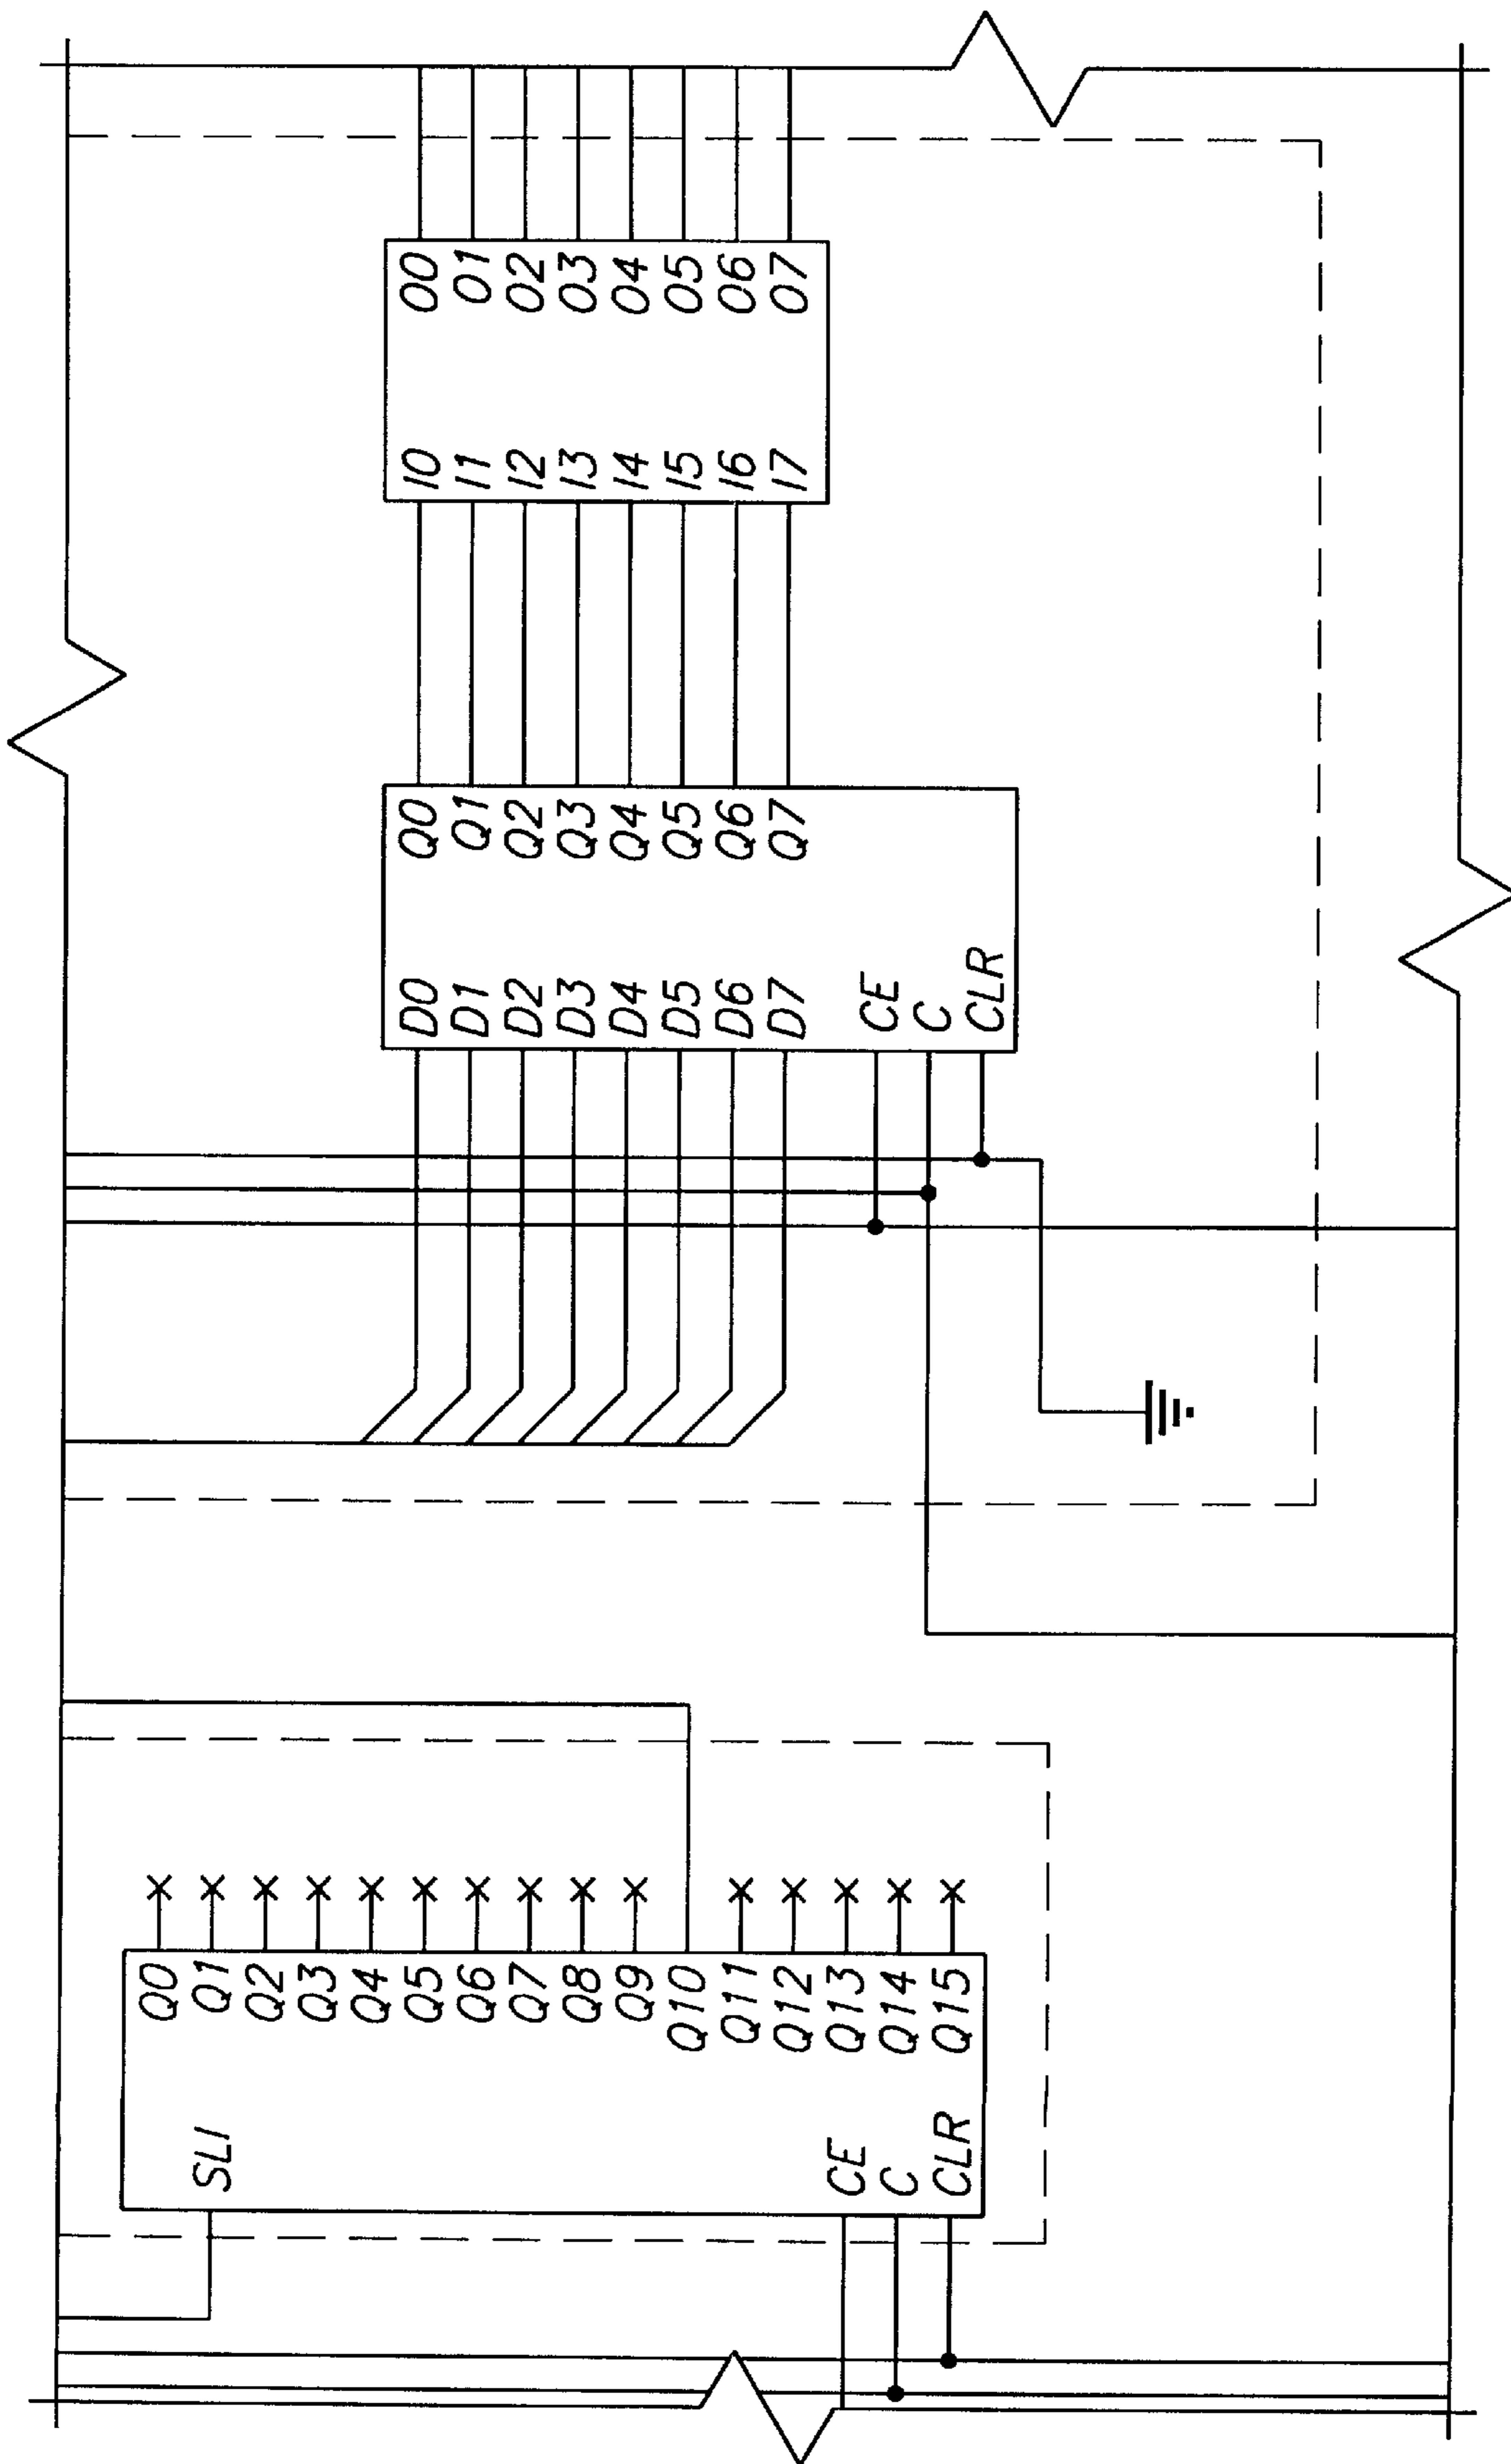 Q0
Q1
Q2
Q3
Q4
Q5
Q6
Q7
Q8
Q9
Q10
Q11
Q12
Q13
Q14
Q15
SLI
CE
C
CLR
D0 Q0
D1 Q1
D2 Q2
D3 Q3
D4 Q4
D5 Q5
D6 Q6
D7 Q7
CE
C
CLR
I0 O0
I1 O1
I2 O2
I3 O3
I4 O4
I5 O5
I6 O6
I7 O7